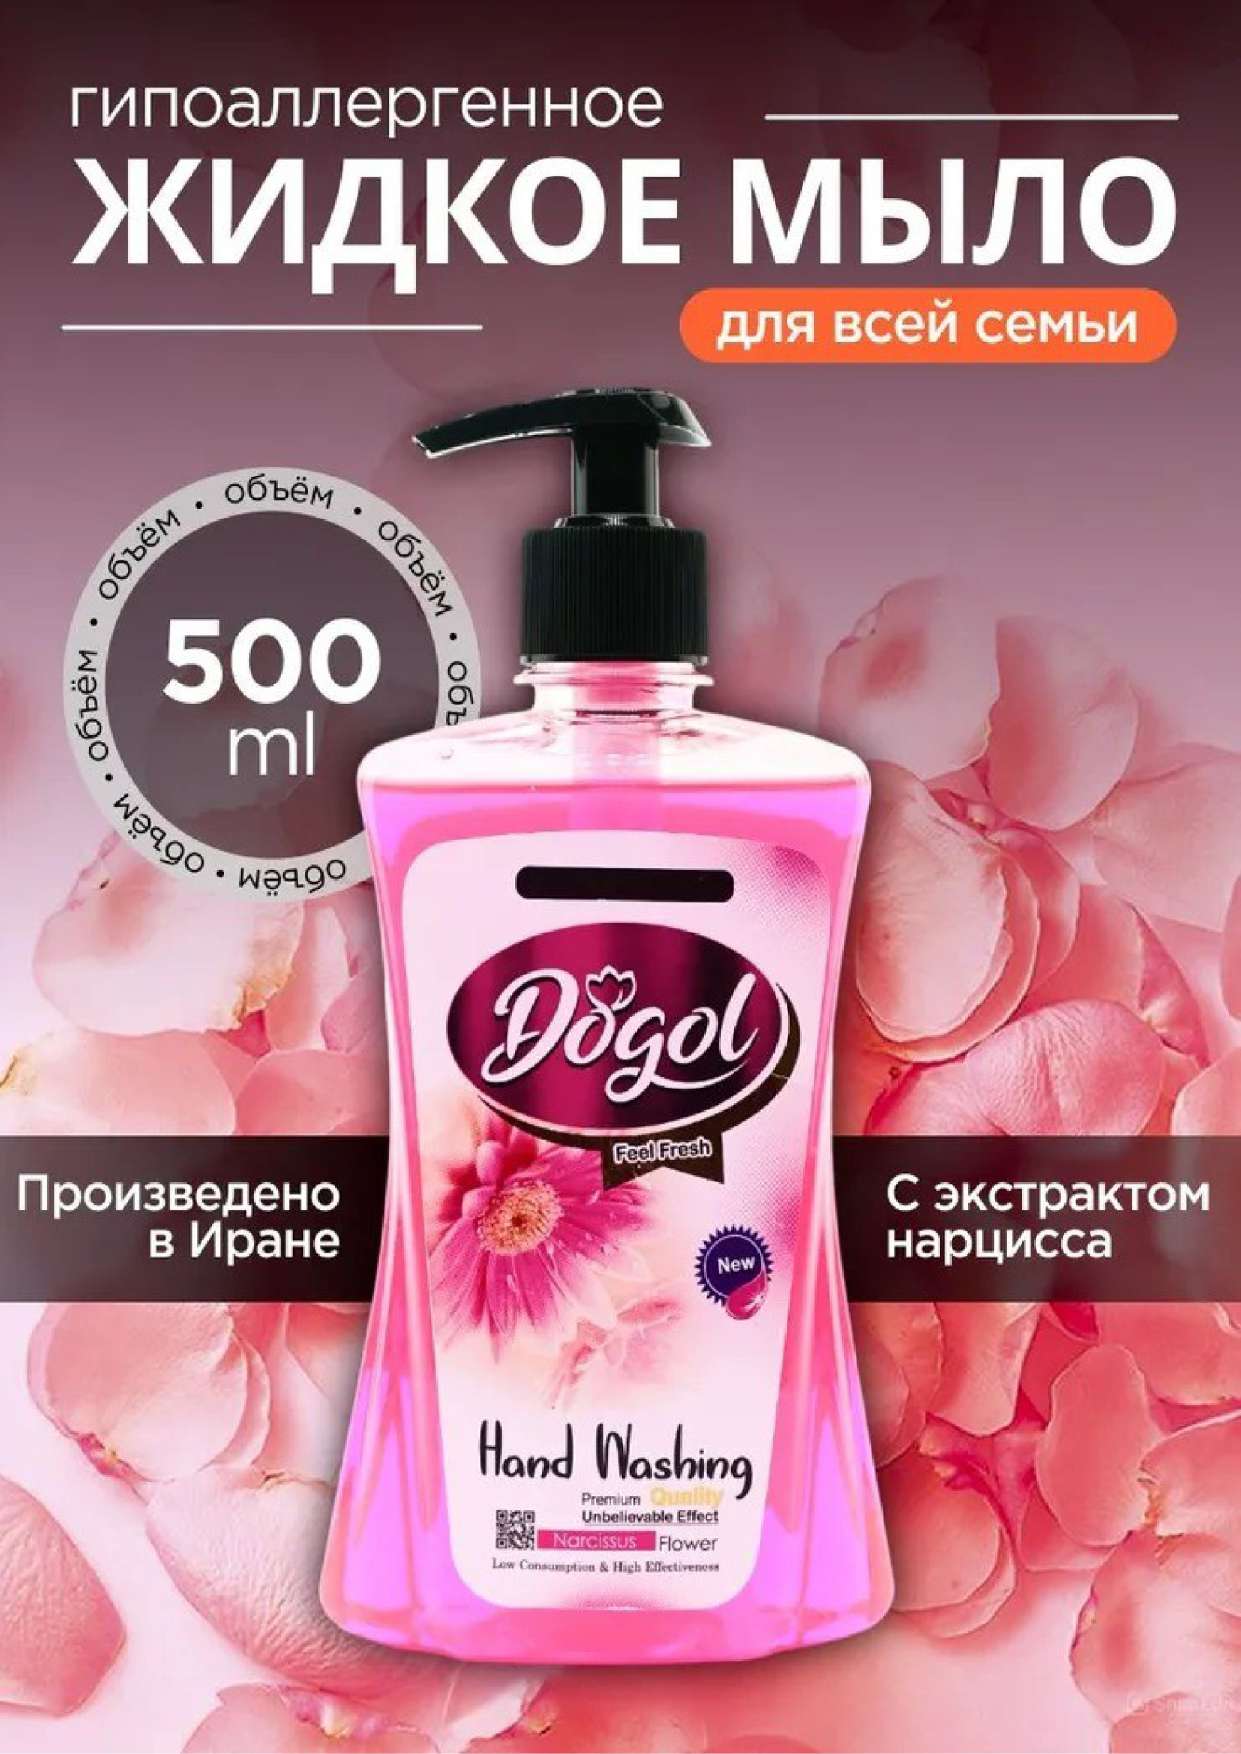 гипоаллергенное
ЖИДКОЕ МЫЛО
для всей семьи
объём • объём • объём • объём • объём • объём • объём
500
ml
Dogol
Feel Fresh
Произведено
в Иране
С экстрактом
нарцисса
New
Hand Washing
Premium Quality
Unbelievable Effect
Narcissus Flower
Low Consumption & High Effectiveness